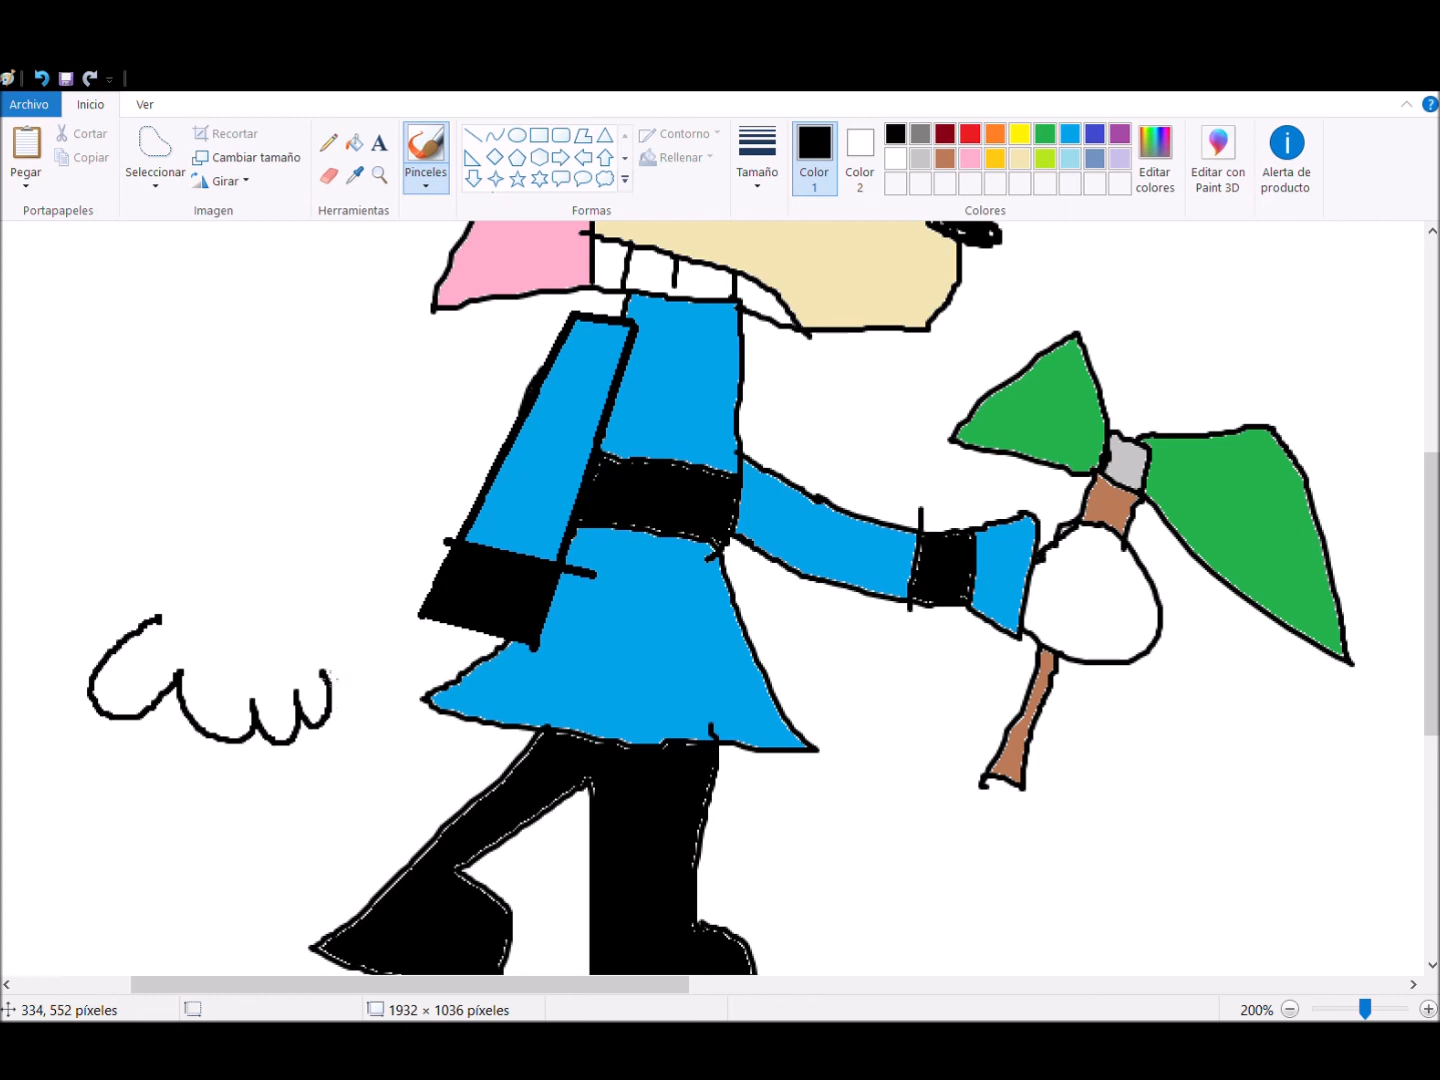 Archivo Inicio Ver
Pegar
Cortar
Copiar
Portapapeles
Seleccionar
Recortar
Cambiar tamaño
Girar
Imagen
A
Herramientas
Pinceles
Contorno
Rellenar
Formas
Tamaño
Color 1
Color 2
Editar colores
Colores
Editar con Paint 3D
Alerta de producto
334, 552 píxeles
1932 × 1036 píxeles
200%